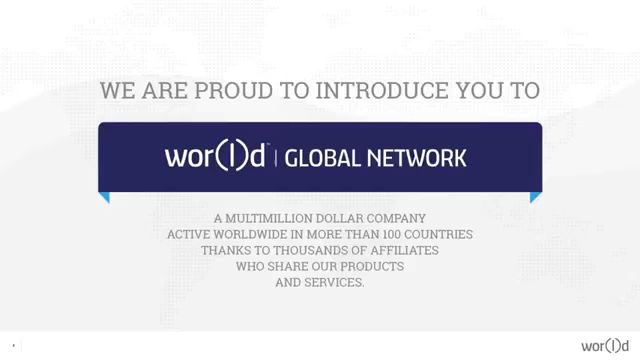 WE ARE PROUD TO INTRODUCE YOU TO
wor(l)d™ | GLOBAL NETWORK
A MULTIMILLION DOLLAR COMPANY
ACTIVE WORLDWIDE IN MORE THAN 100 COUNTRIES
THANKS TO THOUSANDS OF AFFILIATES
WHO SHARE OUR PRODUCTS
AND SERVICES.
wor(l)d